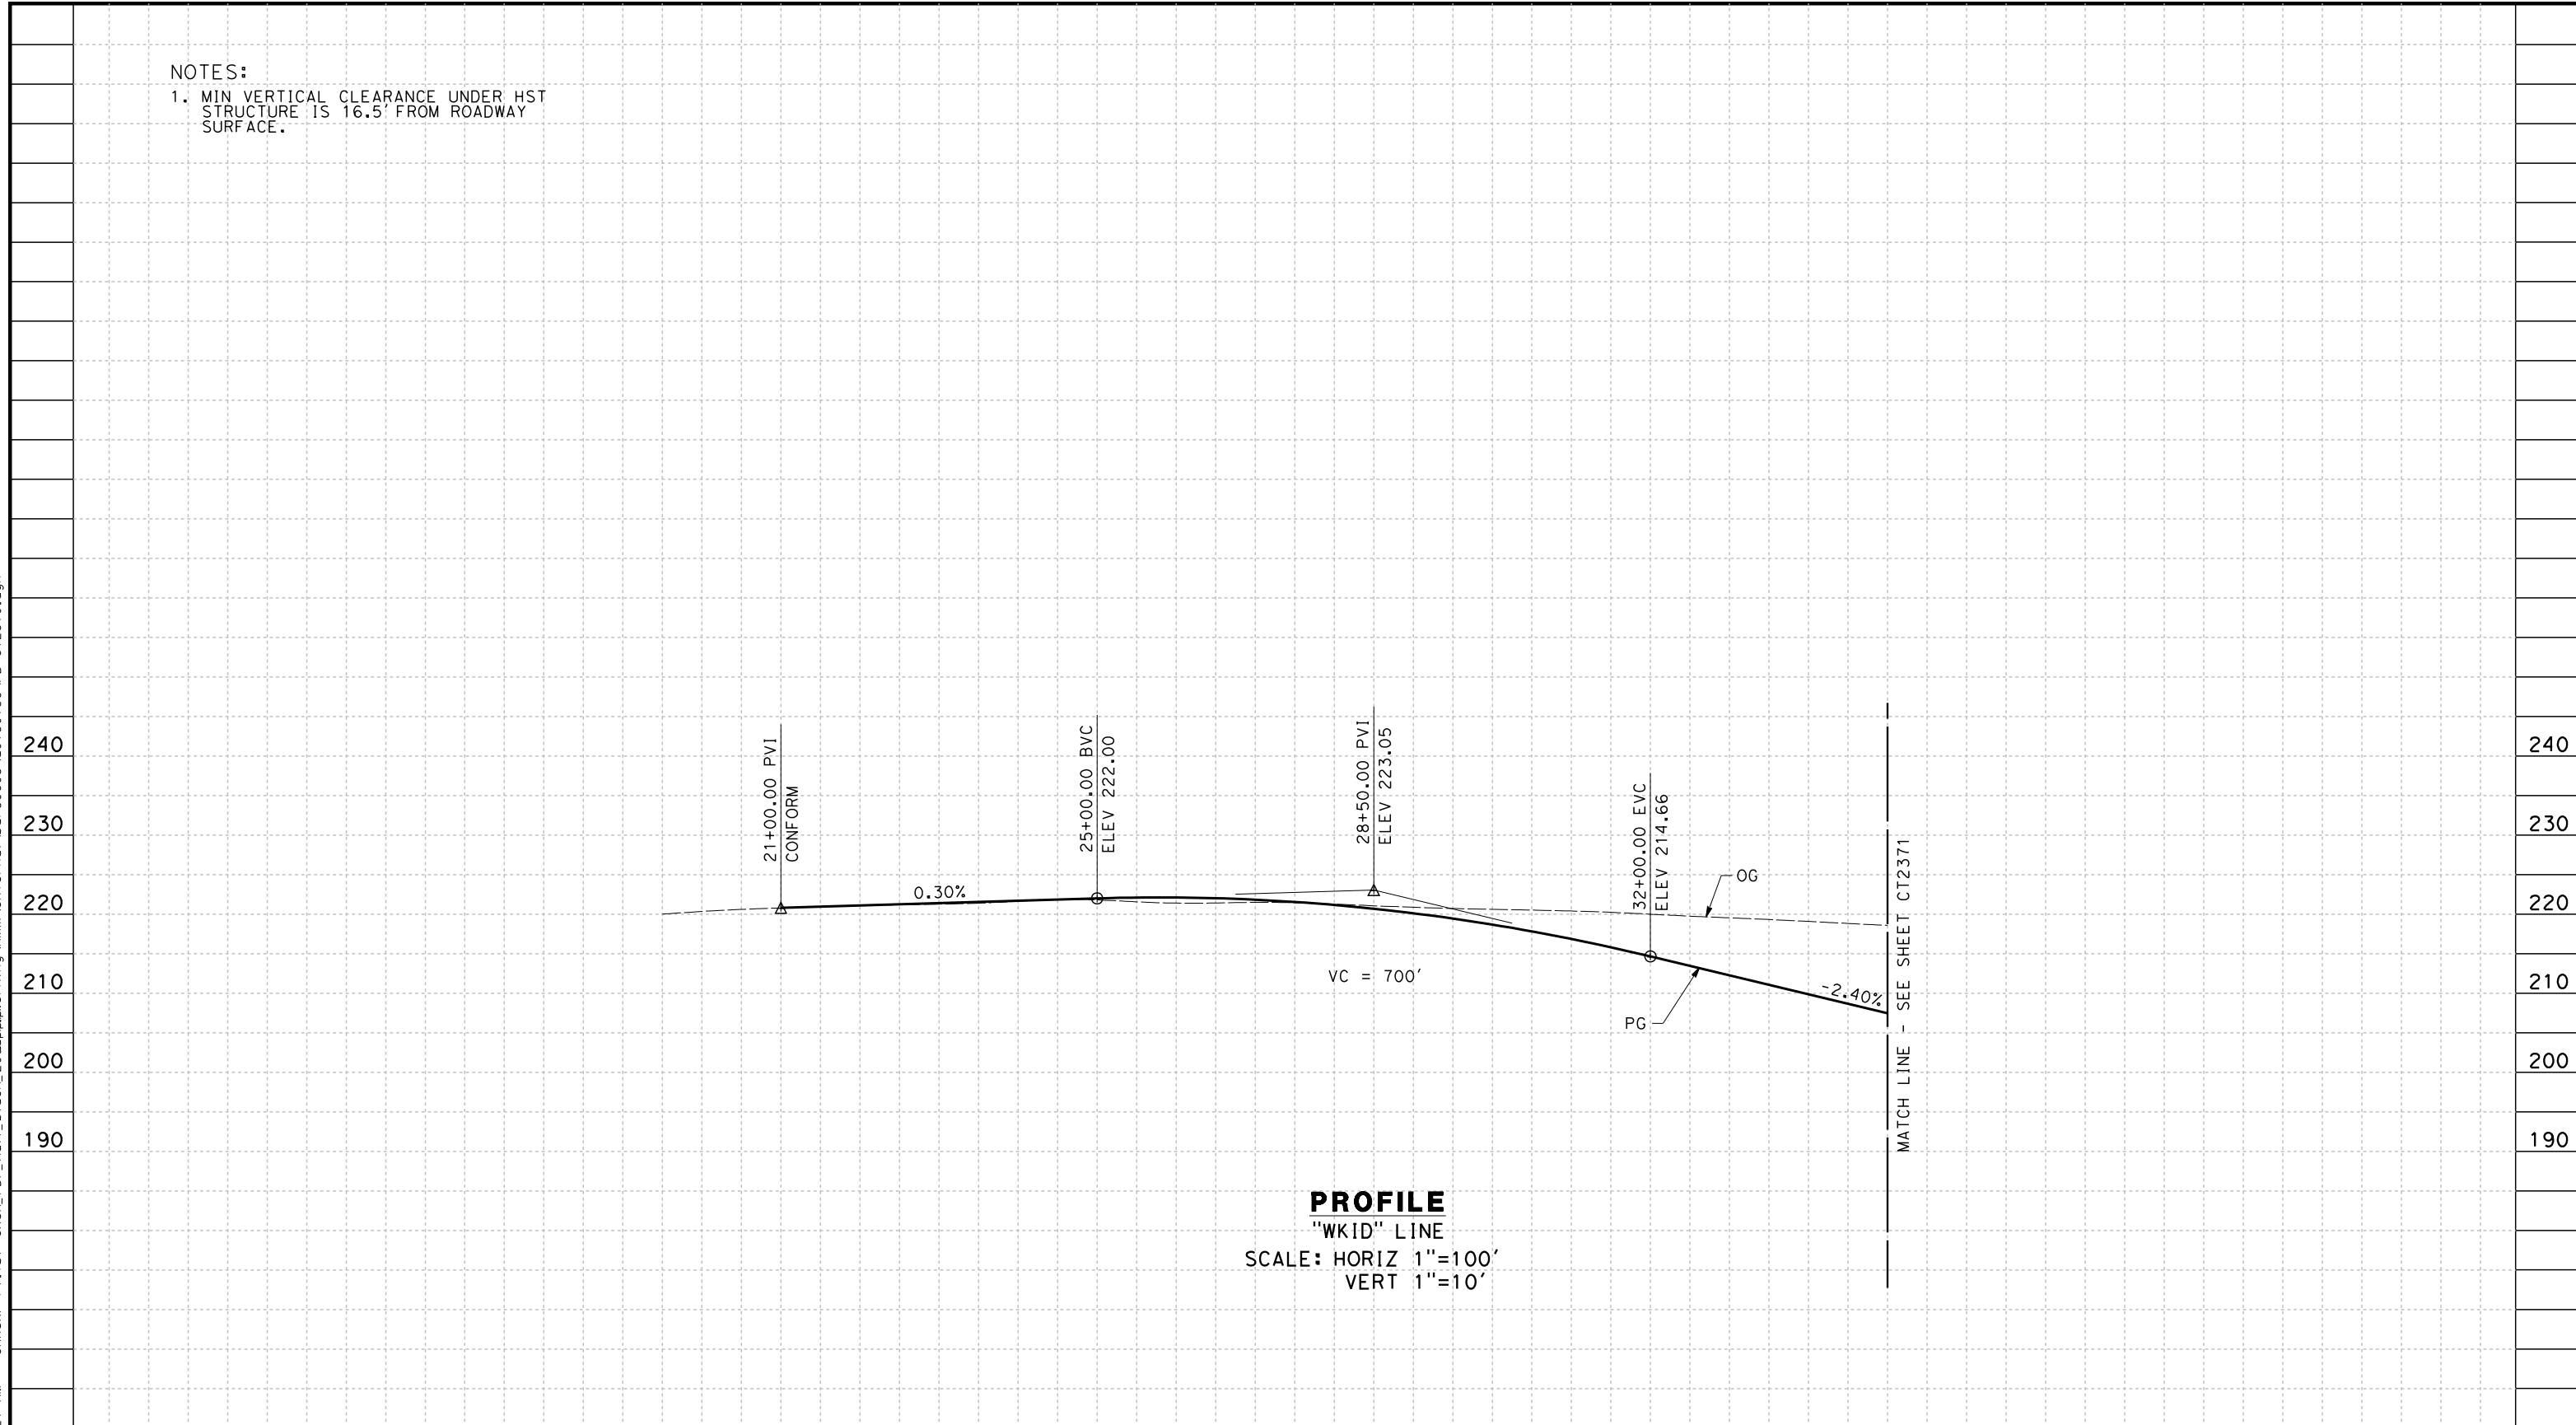 NOTES:
1. MIN VERTICAL CLEARANCE UNDER HST
STRUCTURE IS 16.5' FROM ROADWAY
SURFACE.
240
230
220
210
200
190
21+00.00 PVI
CONFORM
0.30%
25+00.00 BVC
ELEV 222.00
28+50.00 PVI
ELEV 223.05
VC = 700'
32+00.00 EVC
ELEV 214.66
OG
PG
-2.40%
MATCH LINE - SEE SHEET CT2371
240
230
220
210
200
190
PROFILE
"WKID" LINE
SCALE: HORIZ 1"=100'
VERT 1"=10'